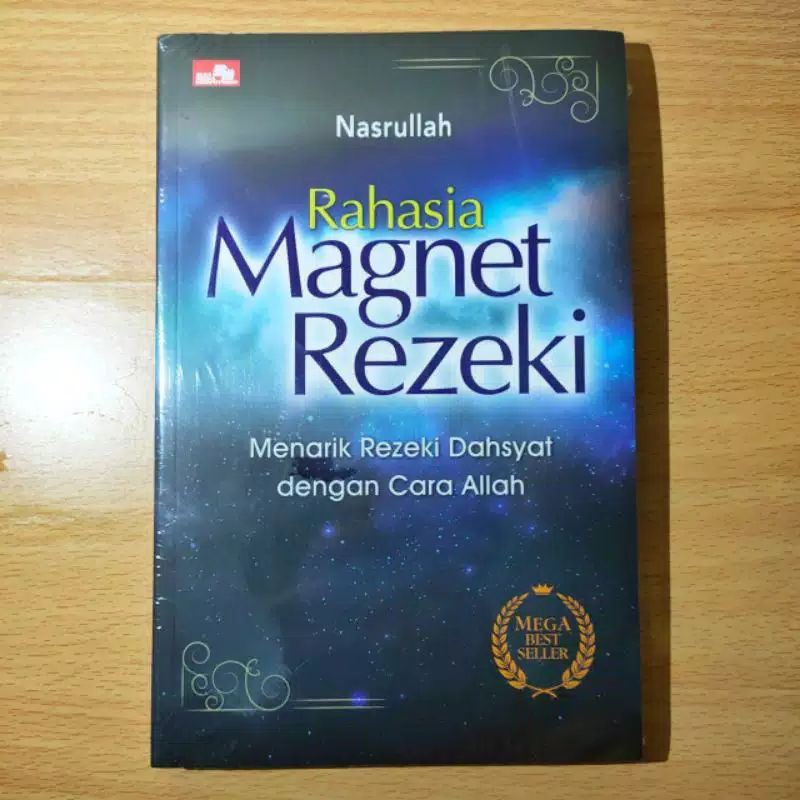 Nasrullah
Rahasia
Magnet
Rezeki
Menarik Rezeki Dahsyat
dengan Cara Allah
MEGA
BEST
SELLER